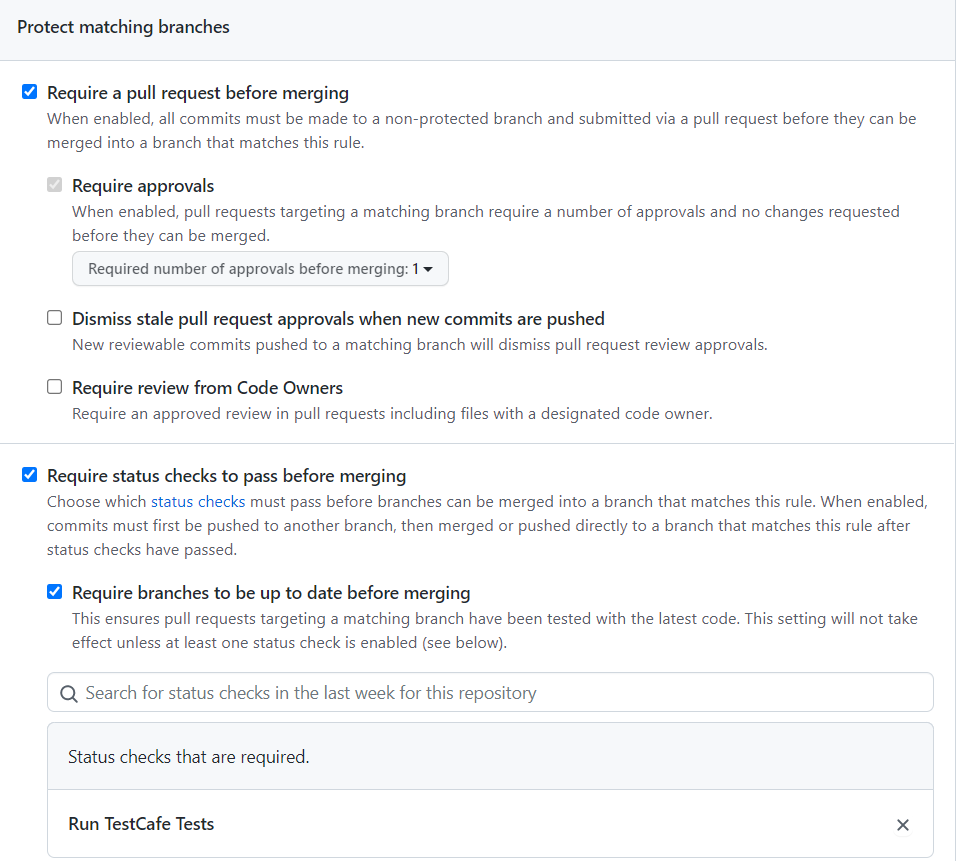 Protect matching branches
Require a pull request before merging
When enabled, all commits must be made to a non-protected branch and submitted via a pull request before they can be
merged into a branch that matches this rule.
Require approvals
When enabled, pull requests targeting a matching branch require a number of approvals and no changes requested
before they can be merged.
Required number of approvals before merging: 1
Dismiss stale pull request approvals when new commits are pushed
New reviewable commits pushed to a matching branch will dismiss pull request review approvals.
Require review from Code Owners
Require an approved review in pull requests including files with a designated code owner.
Require status checks to pass before merging
Choose which status checks must pass before branches can be merged into a branch that matches this rule. When enabled,
commits must first be pushed to another branch, then merged or pushed directly to a branch that matches this rule after
status checks have passed.
Require branches to be up to date before merging
This ensures pull requests targeting a matching branch have been tested with the latest code. This setting will not take
effect unless at least one status check is enabled (see below).
Search for status checks in the last week for this repository
Status checks that are required.
Run TestCafe Tests